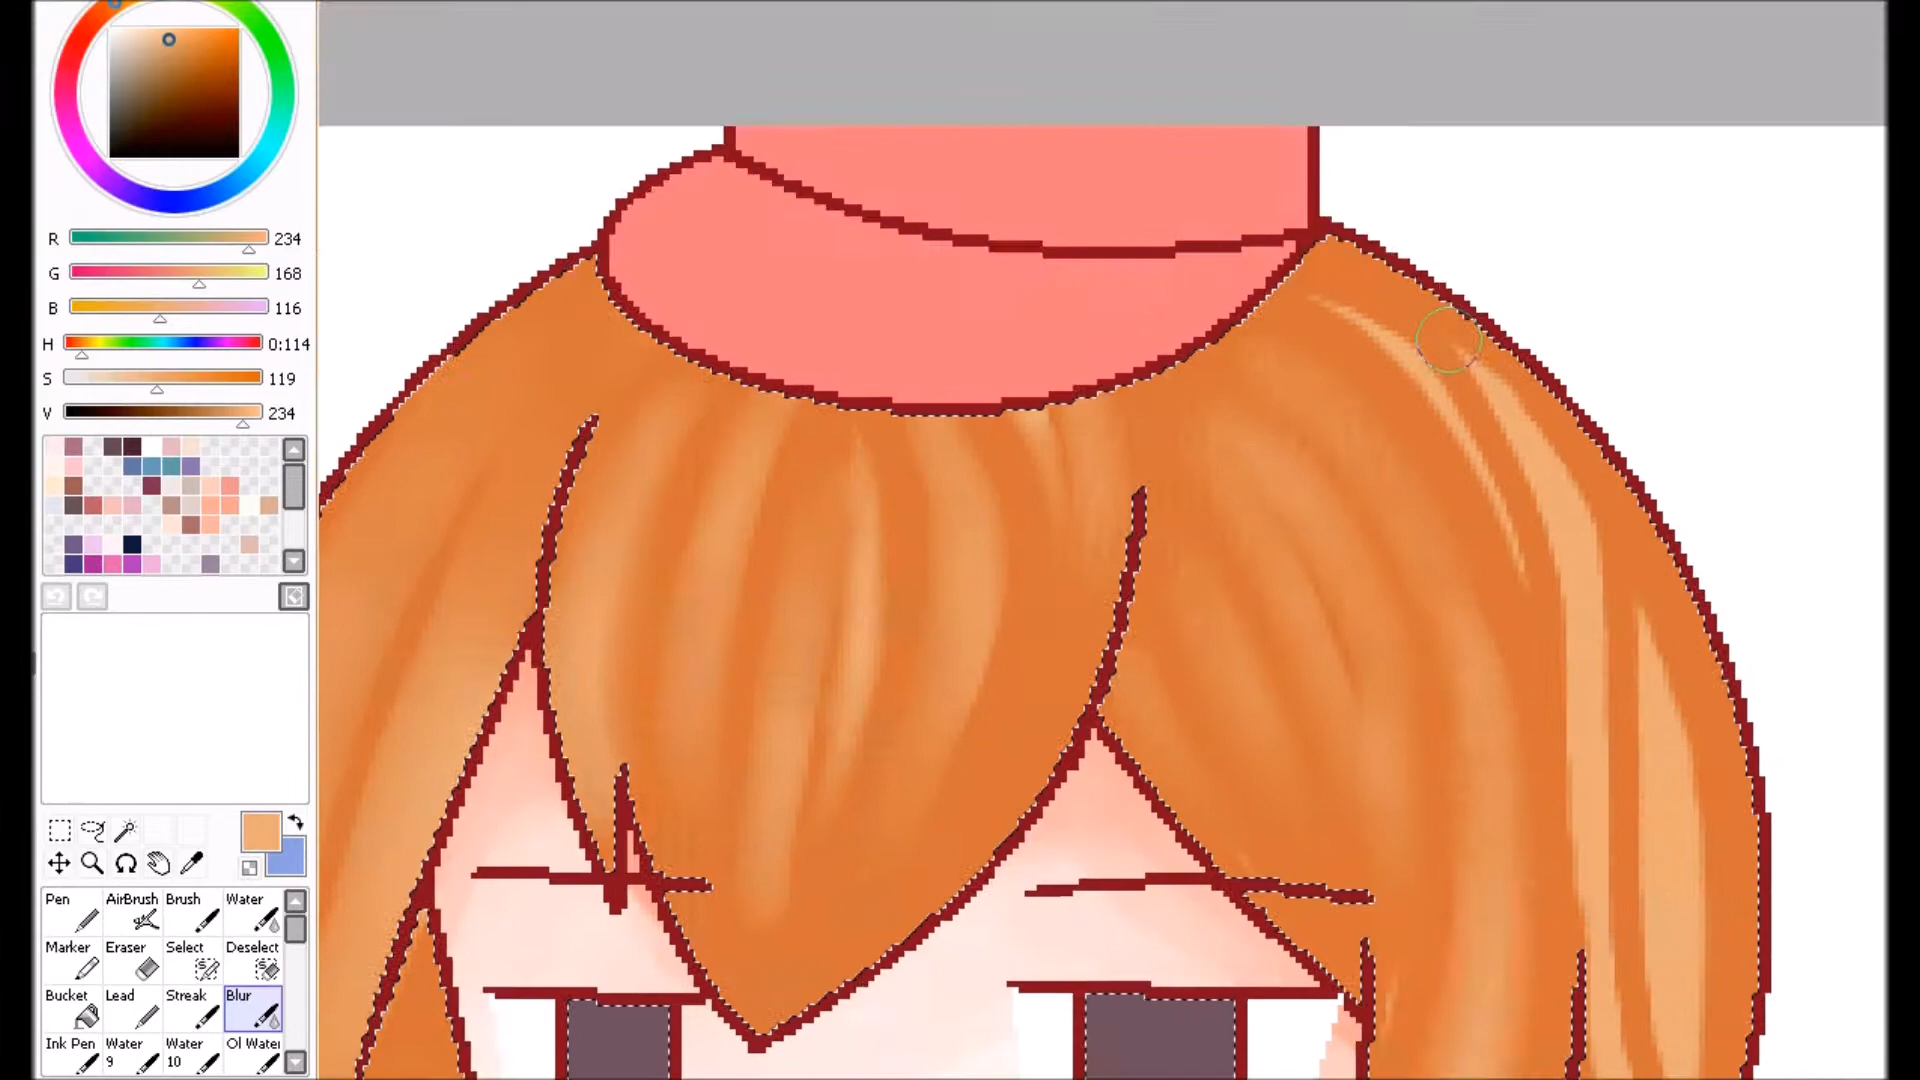 R 234
G 168
B 116
H 0:114
S 119
V 234
Pen AirBrush Brush Water
Marker Eraser Select Deselect
Bucket Lead Streak Blur
Ink Pen Water 9 Water 10 Ol Water